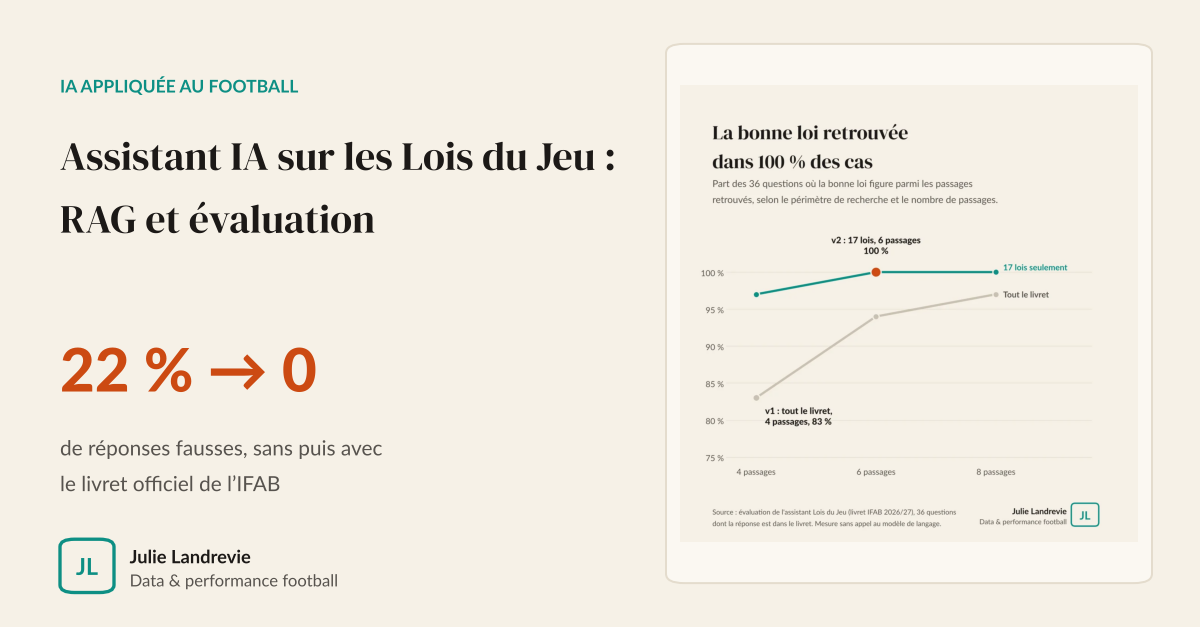 IA APPLIQUÉE AU FOOTBALL
Assistant IA sur les Lois du Jeu :
RAG et évaluation
22 % → 0
de réponses fausses, sans puis avec
le livret officiel de l’IFAB
JL
Julie Landrevie
Data & performance football
La bonne loi retrouvée
dans 100 % des cas
Part des 36 questions où la bonne loi figure parmi les passages
retrouvés, selon le périmètre de recherche et le nombre de passages.
v2 : 17 lois, 6 passages
100 %
100 %
17 lois seulement
Tout le livret
95 %
90 %
85 %
v1 : tout le livret,
4 passages, 83 %
80 %
75 %
4 passages
6 passages
8 passages
Source : évaluation de l'assistant Lois du Jeu (livret IFAB 2026/27), 36 questions
dont la réponse est dans le livret. Mesure sans appel au modèle de langage.
Julie Landrevie
Data & performance football
JL